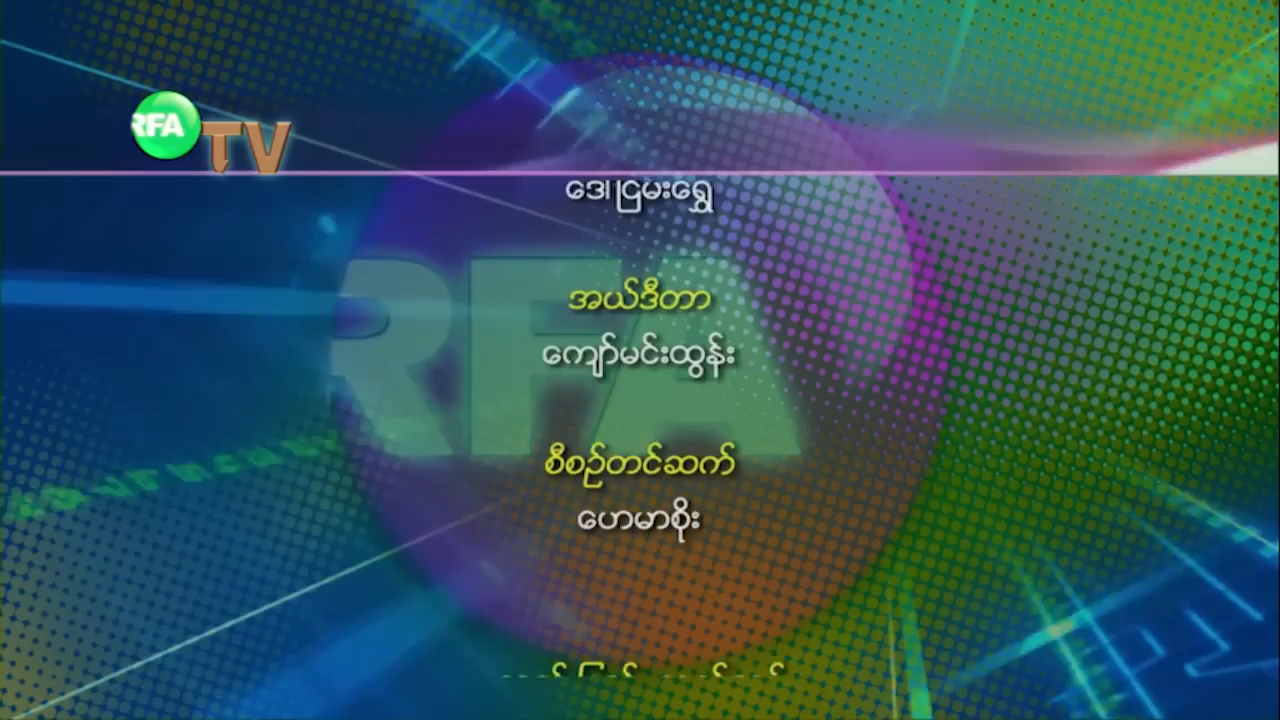 RFA TV
ဒေါ်ငြိမ်းရွှေ
RFA
အယ်ဒီတာ
ကျော်မင်းထွန်း
စီစဉ်တင်ဆက်
ဟေမာစိုး